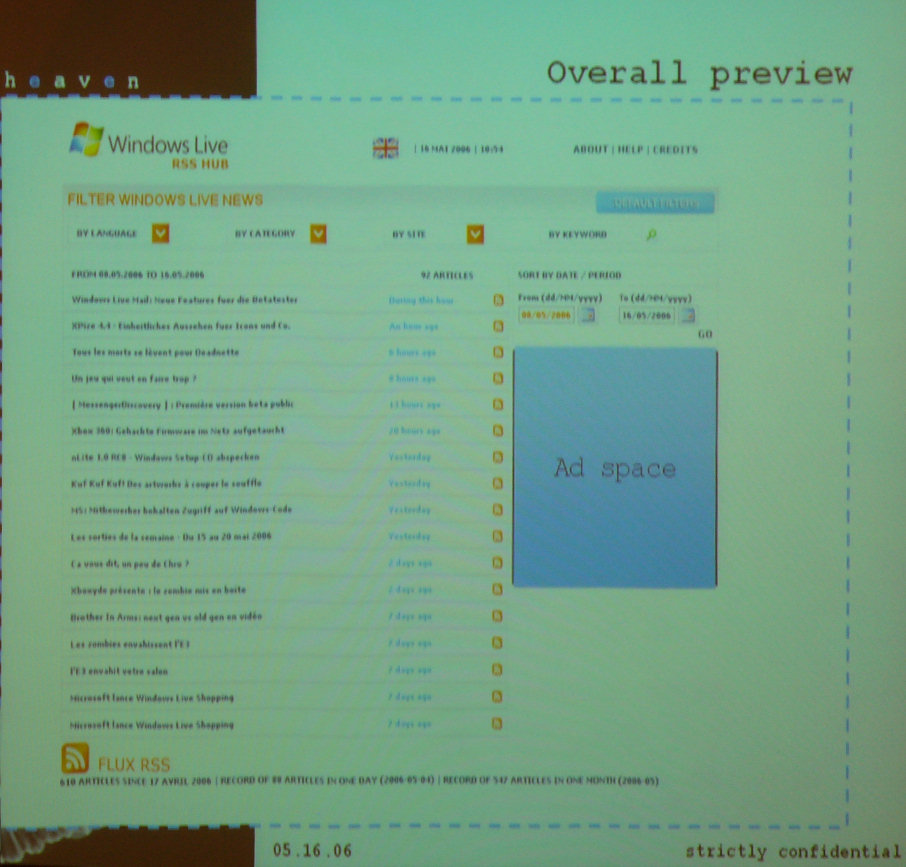 heaven
Overall preview
Windows Live
RSS HUB
| 16 MAI 2006 | 10:54
ABOUT | HELP | CREDITS
FILTER WINDOWS LIVE NEWS
DEFAULT FILTERS
BY LANGUAGE
BY CATEGORY
BY SITE
BY KEYWORD
FROM 08.05.2006 TO 16.05.2006
92 ARTICLES
SORT BY DATE / PERIOD
From (dd/MM/yyyy)
To (dd/MM/yyyy)
08/05/2006
16/05/2006
GO
Windows Live Mail: Neue Features fuer die Betatester
During this hour
XPize 4.4 - Einheitliches Aussehen fuer Icons und Co.
An hour ago
Tous les morts se lèvent pour Deadnette
hours ago
Un jeu qui veut en faire trop ?
hours ago
[ MessengerDiscovery ] : Première version beta public
13 hours ago
Xbox 360: Gehackte Firmware im Netz aufgetaucht
20 hours ago
nLite 1.0 RC8 - Windows Setup-CD abspecken
Yesterday
Kuf Kuf Kuf! Des artworks à couper le souffle
Yesterday
MS: Mitbewerber behalten Zugriff auf Windows-Code
Yesterday
Les sorties de la semaine - Du 15 au 20 mai 2006
Yesterday
Ca vous dit, un peu de Chro ?
2 days ago
Xboxyde présente : le zombie mis en boite
2 days ago
Brother In Arms: next gen vs old gen en vidéo
2 days ago
Les zombies envahissent l'E3
2 days ago
l'E3 envahit votre salon
2 days ago
Microsoft lance Windows Live Shopping
2 days ago
Microsoft lance Windows Live Shopping
2 days ago
Ad space
FLUX RSS
610 ARTICLES SINCE 17 AVRIL 2006 | RECORD OF 80 ARTICLES IN ONE DAY (2006-05-04) | RECORD OF 547 ARTICLES IN ONE MONTH (2006-05)
05.16.06
strictly confidential